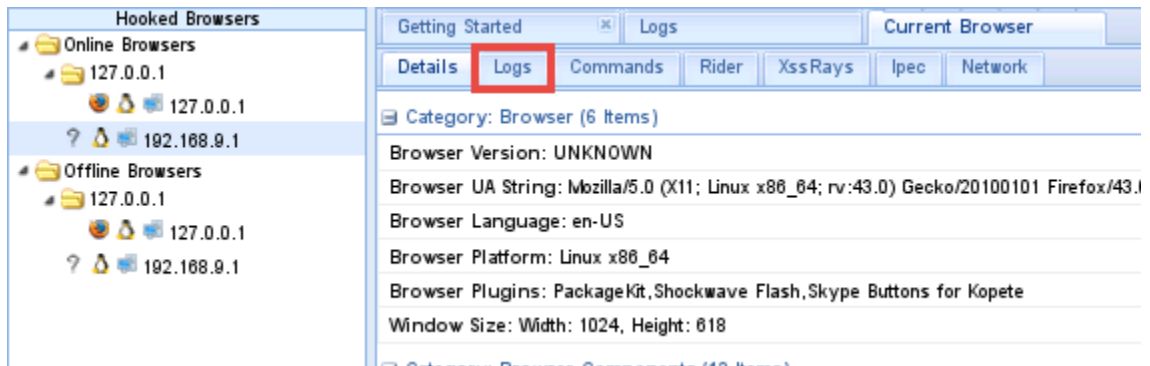 Hooked Browsers
Online Browsers
127.0.0.1
127.0.0.1
? 192.168.9.1
Offline Browsers
127.0.0.1
127.0.0.1
? 192.168.9.1
Getting Started Logs Current Browser
Details Logs Commands Rider XssRays Ipec Network
Category: Browser (6 Items)
Browser Version: UNKNOWN
Browser UA String: Mozilla/5.0 (X11; Linux x86_64; rv:43.0) Gecko/20100101 Firefox/43.
Browser Language: en-US
Browser Platform: Linux x86_64
Browser Plugins: PackageKit,Shockwave Flash,Skype Buttons for Kopete
Window Size: Width: 1024, Height: 618
Category: Browser Components